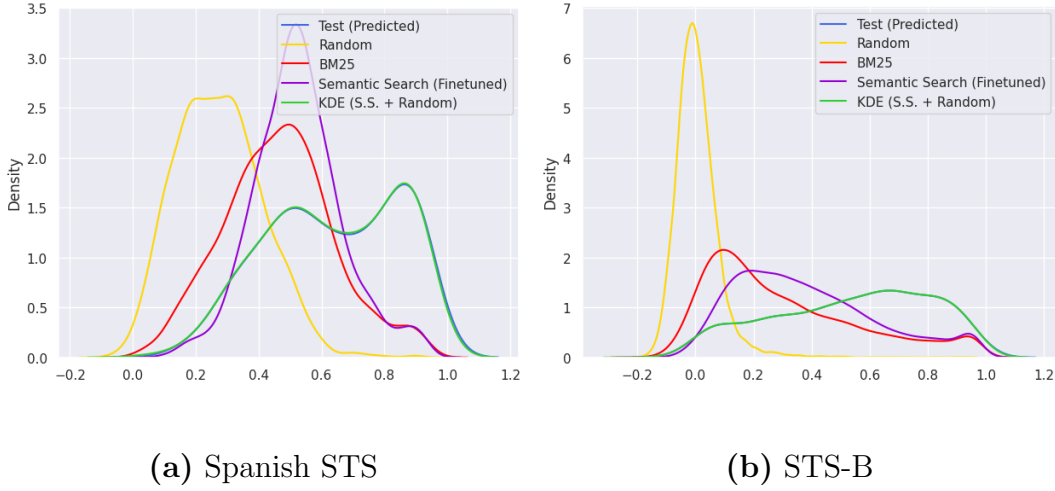 3.5
3.0
2.5
2.0
1.5
1.0
0.5
0.0
Density
−0.2 0.0 0.2 0.4 0.6 0.8 1.0 1.2
Test (Predicted)
Random
BM25
Semantic Search (Finetuned)
KDE (S.S. + Random)
(a) Spanish STS
7
6
5
4
3
2
1
0
Density
−0.2 0.0 0.2 0.4 0.6 0.8 1.0 1.2
Test (Predicted)
Random
BM25
Semantic Search (Finetuned)
KDE (S.S. + Random)
(b) STS-B